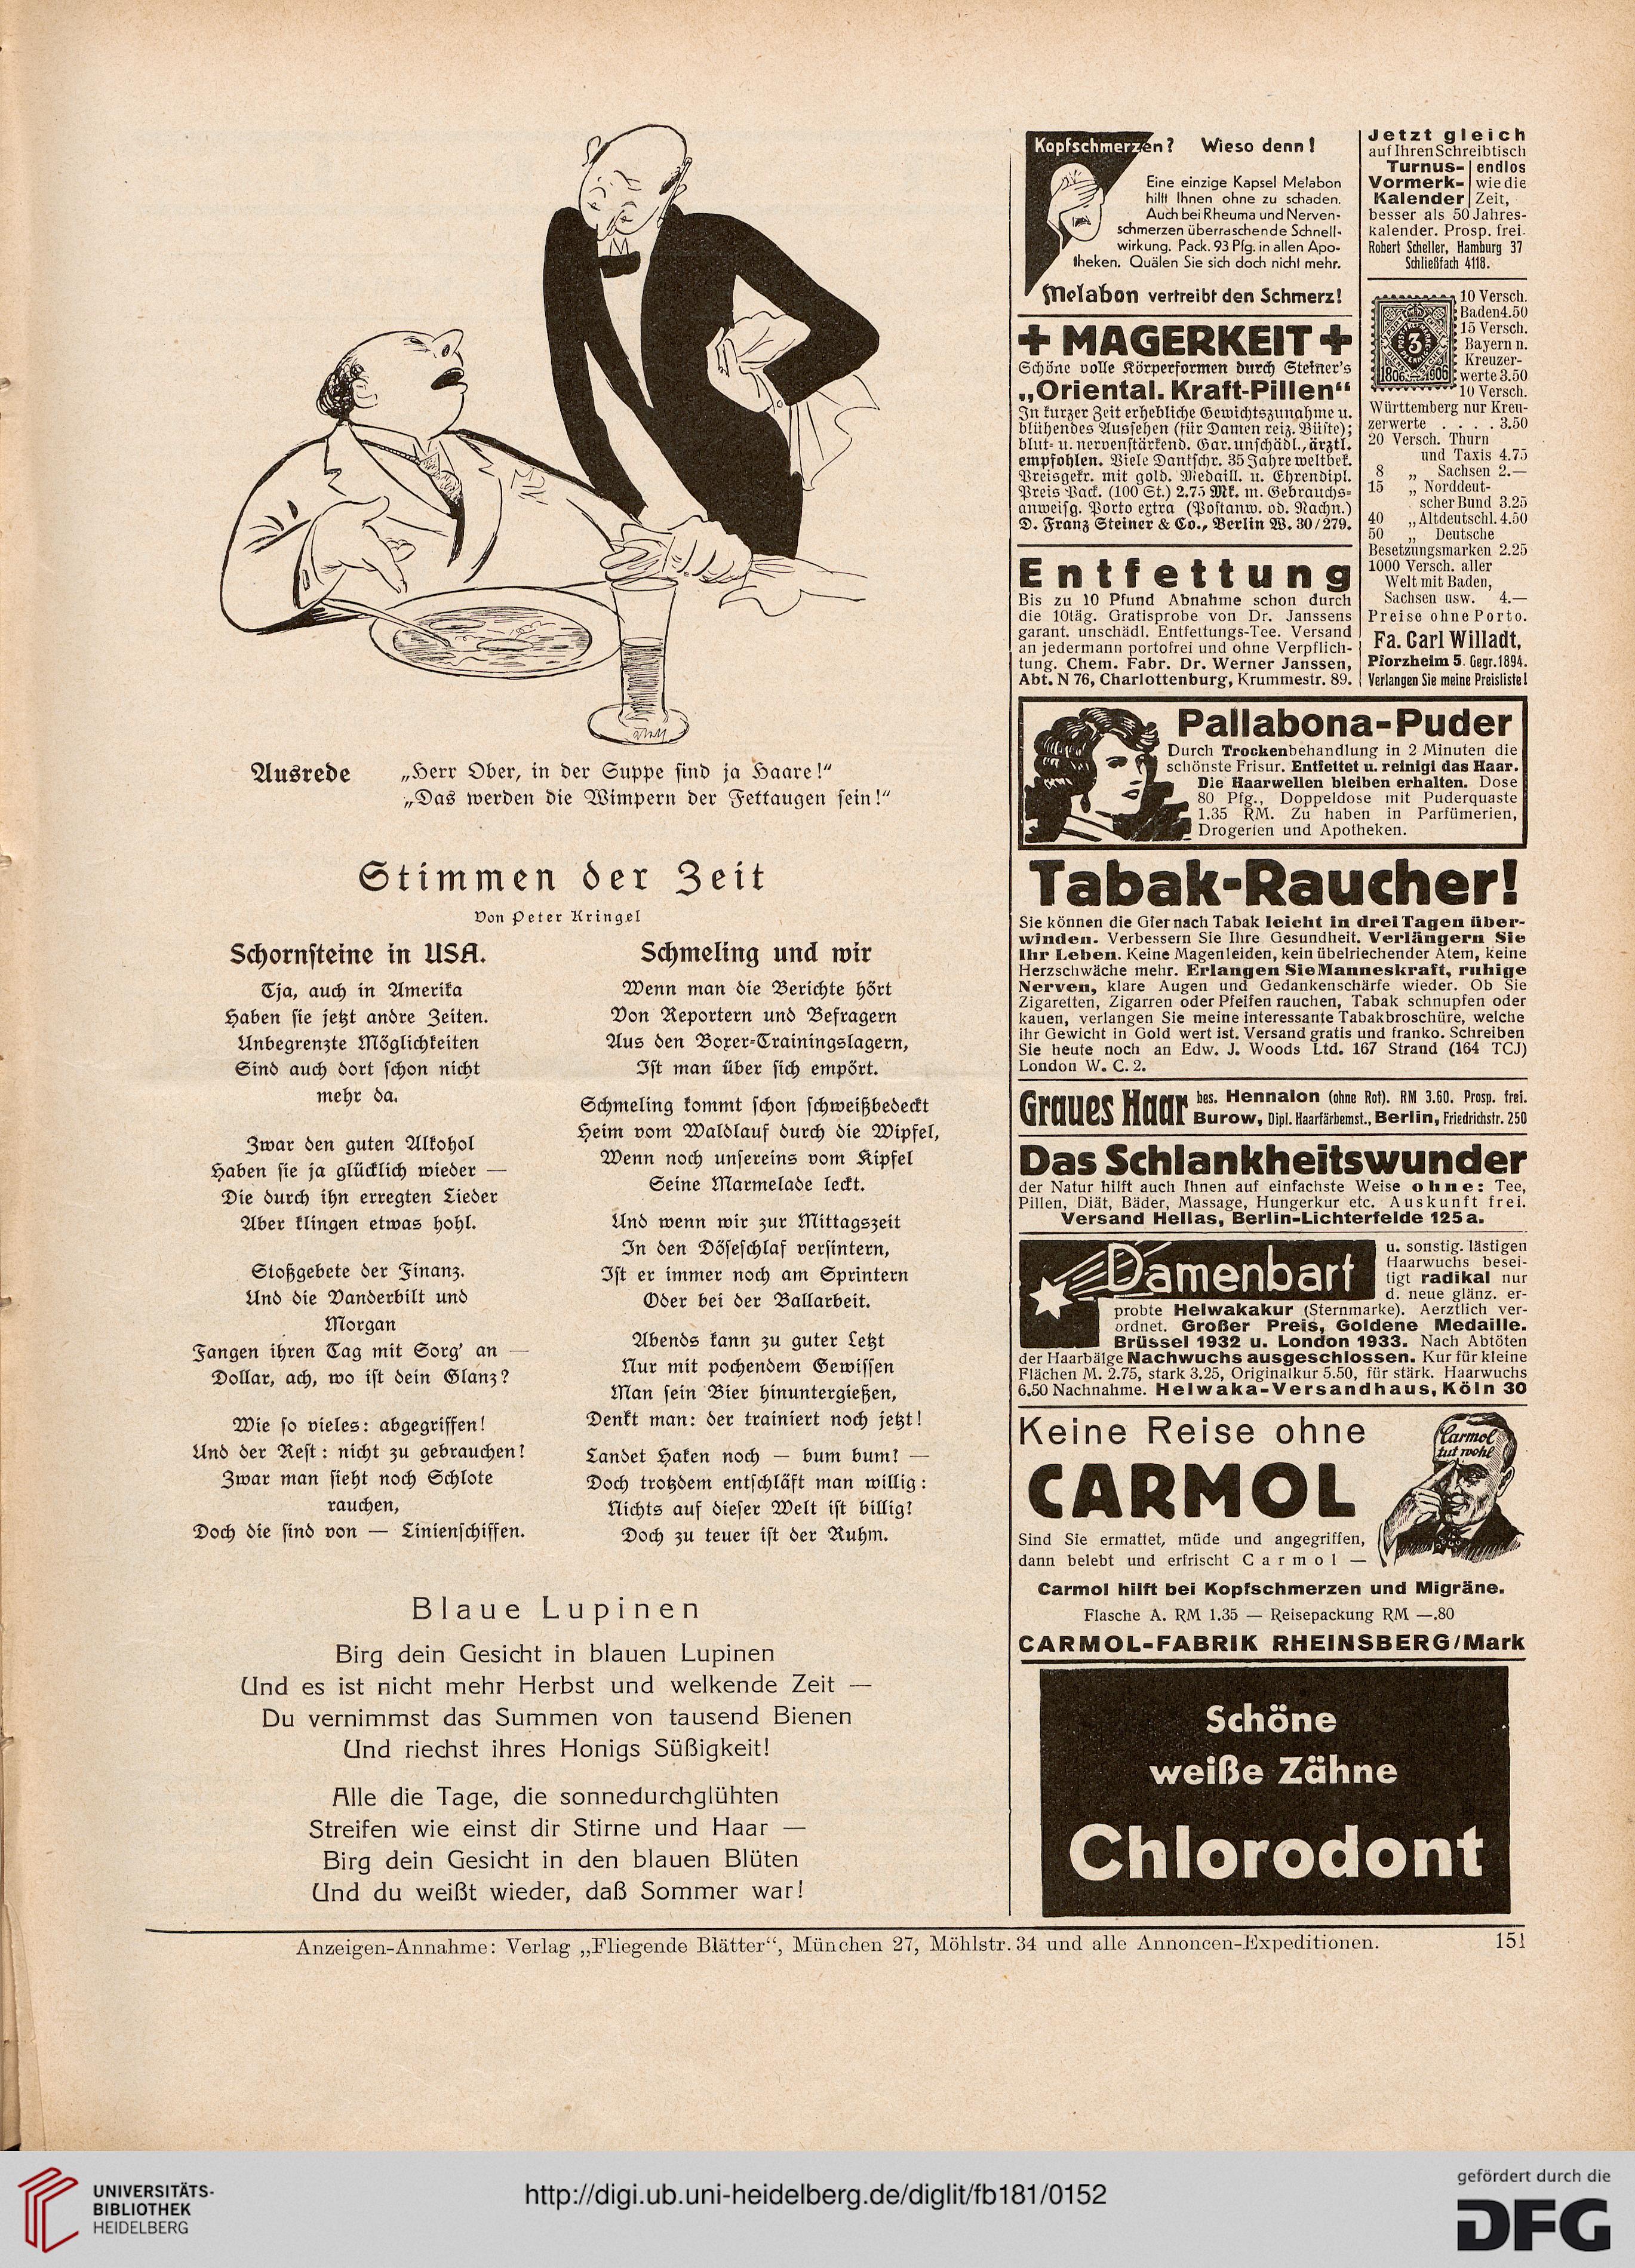 Ausrede
„Herr Ober, in der Suppe sind ja Haare!“
„Das werden die Wimpern der Fettaugen sein!“
Stimmen der Zeit
Von Peter Kringel
Schornsteine in USA.
Tja, auch in Amerika
Haben sie jetzt andre Zeiten.
Unbegrenzte Möglichkeiten
Sind auch dort schon nicht
mehr da.
Zwar den guten Alkohol
Haben sie ja glücklich wieder —
Die durch ihn erregten Lieder
Aber klingen etwas hohl.
Stoßgebete der Finanz.
Und die Vanderbilt und
Morgan
Fangen ihren Tag mit Sorg' an —
Dollar, ach, wo ist dein Glanz?
Wie so vieles: abgegriffen!
Und der Rest: nicht zu gebrauchen!
Zwar man sieht noch Schlote
rauchen,
Doch die sind von — Linienschiffen.
Schmeling und wir
Wenn man die Berichte hört
Von Reportern und Befragern
Aus den Boxer-Trainingslagern,
Ist man über sich empört.
Schmeling kommt schon schweißbedeckt
Heim vom Waldlauf durch die Wipfel,
Wenn noch unsereins vom Kipfel
Seine Marmelade leckt.
Und wenn wir zur Mittagszeit
In den Döseschlaf versintern,
Ist er immer noch am Sprintern
Oder bei der Ballarbeit.
Abends kann zu guter Letzt
Nur mit pochendem Gewissen
Man sein Bier hinuntergießen,
Denkt man: der trainiert noch jetzt!
Landet Haken noch — bum bum! —
Doch trotzdem entschläft man willig:
Nichts auf dieser Welt ist billig!
Doch zu teuer ist der Ruhm.
Blaue Lupinen
Birg dein Gesicht in blauen Lupinen
Und es ist nicht mehr Herbst und welkende Zeit —
Du vernimmst das Summen von tausend Bienen
Und riechst ihres Honigs Süßigkeit!
Alle die Tage, die sonnedurchglühten
Streifen wie einst dir Stirne und Haar —
Birg dein Gesicht in den blauen Blüten
Und du weißt wieder, daß Sommer war!
Kopfschmerzen? Wieso denn!
Eine einzige Kapsel Melabon
hilft Ihnen ohne zu schaden.
Auch bei Rheuma und Nerven-
schmerzen überraschende Schnell-
wirkung. Pack. 93 Pfg. in allen Apo-
theken. Quälen Sie sich doch nicht mehr.
Melabon vertreibt den Schmerz!
+ MAGERKEIT +
Schöne volle Körperformen durch Steiner's
„Oriental. Kraft-Pillen“
In kurzer Zeit erhebliche Gewichtszunahme u.
blühendes Aussehen (für Damen reiz. Büste);
blut- u. nervenstärkend. Gar. unschädl., ärztl.
empfohlen. Viele Dankschr. 35 Jahre weltbek.
Preisgekr. mit gold. Medaill. u. Ehrendipl.
Preis Pack. (100 St.) 2.75 Mk. m. Gebrauchs-
anweisg. Porto extra (Postanw. od. Nachn.)
D. Franz Steiner & Co., Berlin W. 30/279.
Entfettung
Bis zu 10 Pfund Abnahme schon durch
die 10täg. Gratisprobe von Dr. Janssens
garant. unschädl. Entfettungs-Tee. Versand
an jedermann portofrei und ohne Verpflich-
tung. Chem. Fabr. Dr. Werner Janssen,
Abt. N 76, Charlottenburg, Krummestr. 89.
Jetzt gleich
auf Ihren Schreibtisch
Turnus- endlos
Vormerk- wie die
Kalender Zeit,
besser als 50 Jahres-
kalender. Prosp. frei.
Robert Scheller, Hamburg 37
Schließfach 4118.
3
1806 1906
10 Versch.
Baden 4.50
15 Versch.
Bayern n.
Kreuzer-
werte 3.50
10 Versch.
Württemberg nur Kreu-
zerwerte . . . . 3.50
20 Versch. Thurn
und Taxis 4.75
8 „ Sachsen 2.—
15 „ Norddeut-
scher Bund 3.25
40 „ Altdeutschl. 4.50
50 „ Deutsche
Besetzungsmarken 2.25
1000 Versch. aller
Welt mit Baden,
Sachsen usw. 4.—
Preise ohne Porto.
Fa. Carl Willadt,
Pforzheim 5. Gegr. 1894.
Verlangen Sie meine Preisliste!
Pallabona-Puder
Durch Trockenbehandlung in 2 Minuten die
schönste Frisur. Entfettet u. reinigt das Haar.
Die Haarwellen bleiben erhalten. Dose
80 Pfg., Doppeldose mit Puderquaste
1.35 RM. Zu haben in Parfümerien,
Drogerien und Apotheken.
Tabak-Raucher!
Sie können die Gier nach Tabak leicht in drei Tagen über-
winden. Verbessern Sie Ihre Gesundheit. Verlängern Sie
Ihr Leben. Keine Magenleiden, kein übelriechender Atem, keine
Herzschwäche mehr. Erlangen Sie Manneskraft, ruhige
Nerven, klare Augen und Gedankenschärfe wieder. Ob Sie
Zigaretten, Zigarren oder Pfeifen rauchen, Tabak schnupfen oder
kauen, verlangen Sie meine interessante Tabakbroschüre, welche
ihr Gewicht in Gold wert ist. Versand gratis und franko. Schreiben
Sie heute noch an Edw. J. Woods Ltd. 167 Strand (164 TCJ)
London W. C. 2.
Graues Haar bes. Hennalon (ohne Rot). RM 3.60. Prosp. frei.
Burow, Dipl. Haarfärbemst., Berlin, Friedrichstr. 250
Das Schlankheitswunder
der Natur hilft auch Ihnen auf einfachste Weise ohne: Tee,
Pillen, Diät, Bäder, Massage, Hungerkur etc. Auskunft frei.
Versand Hellas, Berlin-Lichterfelde 125a.
Damenbart
u. sonstig. lästigen
Haarwuchs besei-
tigt radikal nur
d. neue glänz. er-
probte Helwakakur (Sternmarke). Aerztlich ver-
ordnet. Großer Preis, Goldene Medaille.
Brüssel 1932 u. London 1933. Nach Abtöten
der Haarbälge Nachwuchs ausgeschlossen. Kur für kleine
Flächen M. 2.75, stark 3.25, Originalkur 5.50, für stärk. Haarwuchs
6.50 Nachnahme. Helwaka-Versandhaus, Köln 30
Keine Reise ohne
CARMOL
Carmol
tut wohl
Sind Sie ermattet, müde und angegriffen,
dann belebt und erfrischt Carmol —
Carmol hilft bei Kopfschmerzen und Migräne.
Flasche A. RM 1.35 — Reisepackung RM —.80
CARMOL-FABRIK RHEINSBERG/Mark
Schöne
weiße Zähne
Chlorodont
Anzeigen-Annahme: Verlag „Fliegende Blätter“, München 27, Möhlstr. 34 und alle Annoncen-Expeditionen.
151
UNIVERSITÄTS-
BIBLIOTHEK
HEIDELBERG
http://digi.ub.uni-heidelberg.de/diglit/fb181/0152
gefördert durch die
DFG